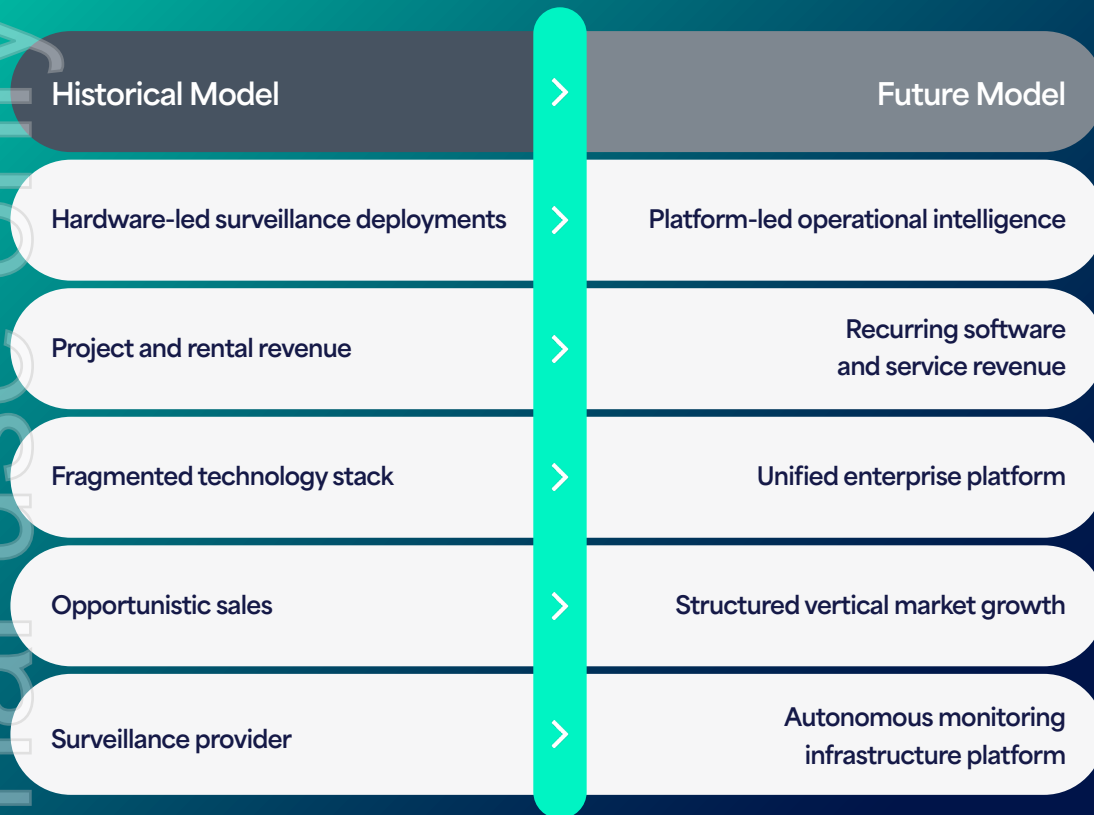 Historical Model
Future Model
Hardware-led surveillance deployments
Platform-led operational intelligence
Project and rental revenue
Recurring software
and service revenue
Fragmented technology stack
Unified enterprise platform
Opportunistic sales
Structured vertical market growth
Surveillance provider
Autonomous monitoring
infrastructure platform